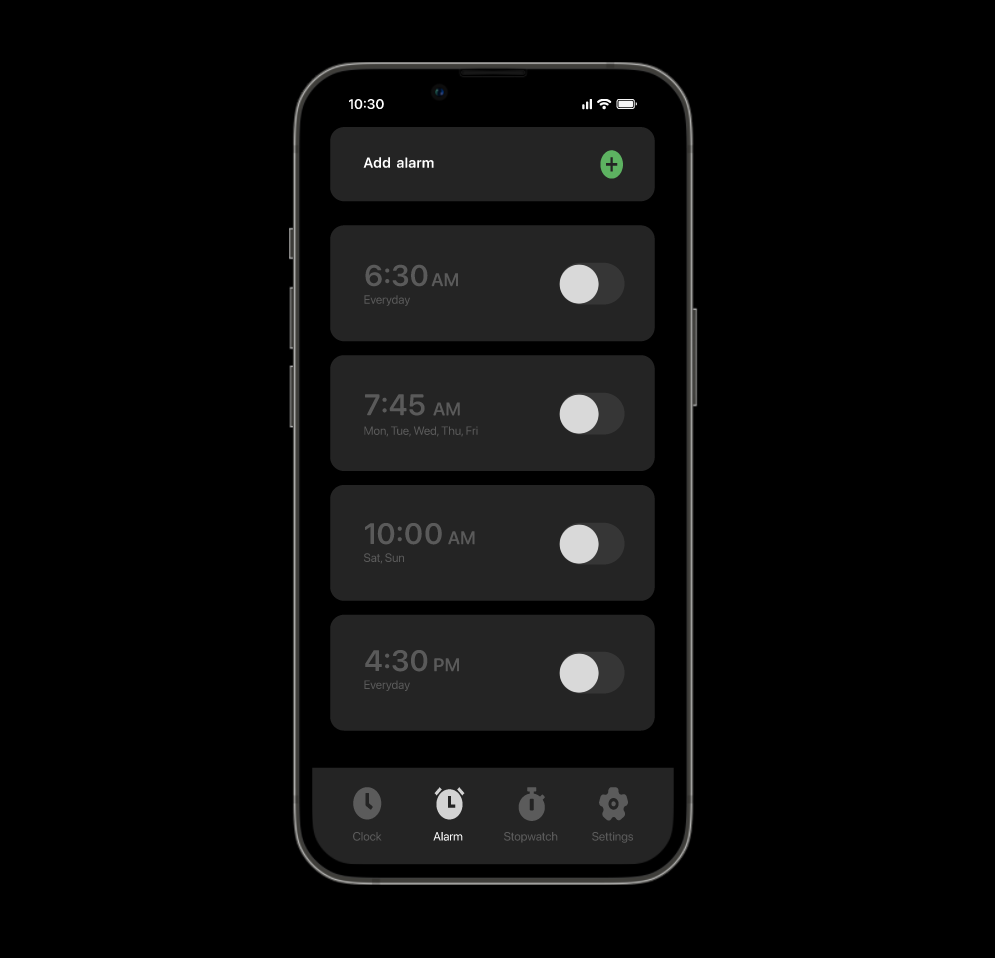 10:30
Add alarm
6:30 AM
Everyday
7:45 AM
Mon, Tue, Wed, Thu, Fri
10:00 AM
Sat, Sun
4:30 PM
Everyday
Clock Alarm Stopwatch Settings